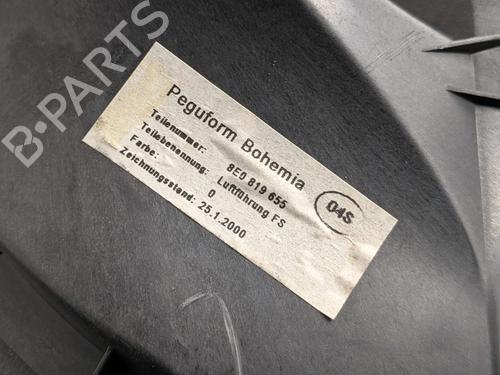 B-PARTS
Peguform Bohemia
Teilenummer: 8E0 819 655
Teilebenennung: Luftführung FS
Farbe: 0
Zeichnungsstand: 25.1.2000
04S